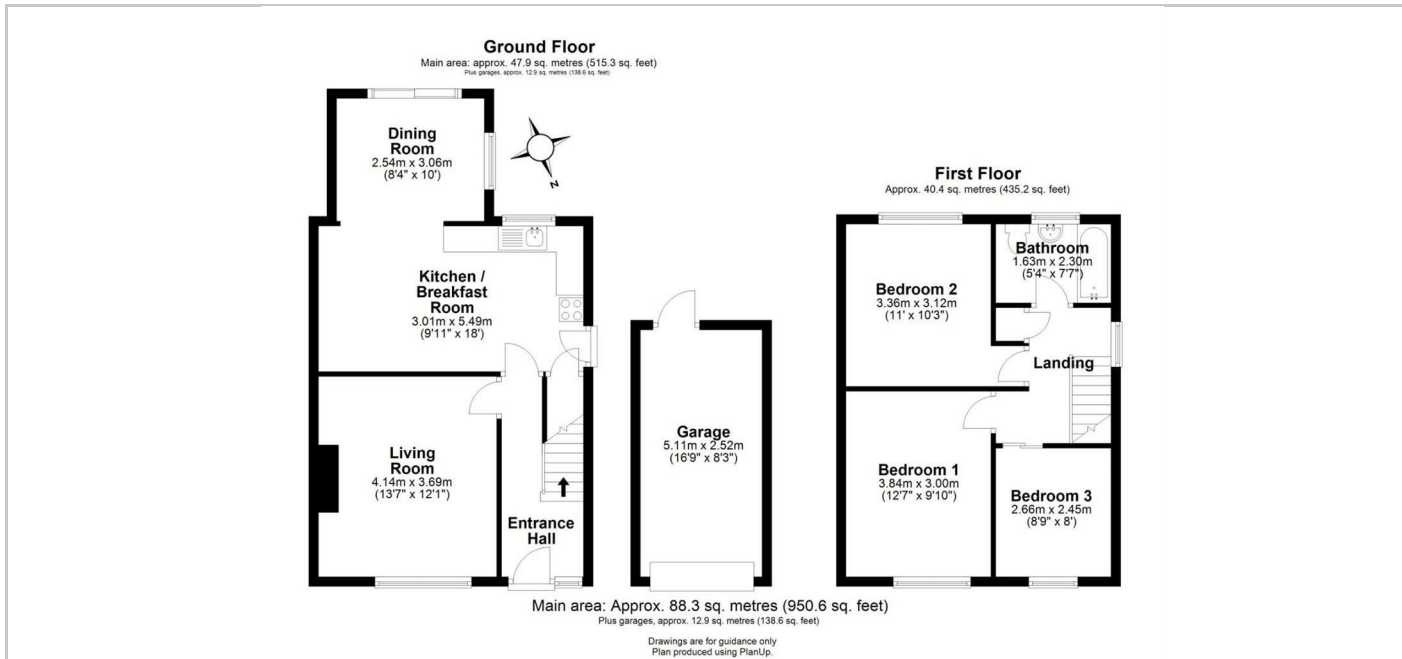 Ground Floor
Main area: approx. 47.9 sq. metres (515.3 sq. feet)
Plus garages, approx. 12.9 sq. metres (138.6 sq. feet)
Dining
Room
2.54m x 3.06m
(8'4" x 10')
N
Kitchen /
Breakfast
Room
3.01m x 5.49m
(9'11" x 18')
Living
Room
4.14m x 3.69m
(13'7" x 12'1")
Entrance
Hall
Garage
5.11m x 2.52m
(16'9" x 8'3")
First Floor
Approx. 40.4 sq. metres (435.2 sq. feet)
Bathroom
1.63m x 2.30m
(5'4" x 7'7")
Bedroom 2
3.36m x 3.12m
(11' x 10'3")
Landing
Bedroom 1
3.84m x 3.00m
(12'7" x 9'10")
Bedroom 3
2.66m x 2.45m
(8'9" x 8')
Main area: Approx. 88.3 sq. metres (950.6 sq. feet)
Plus garages, approx. 12.9 sq. metres (138.6 sq. feet)
Drawings are for guidance only
Plan produced using PlanUp.